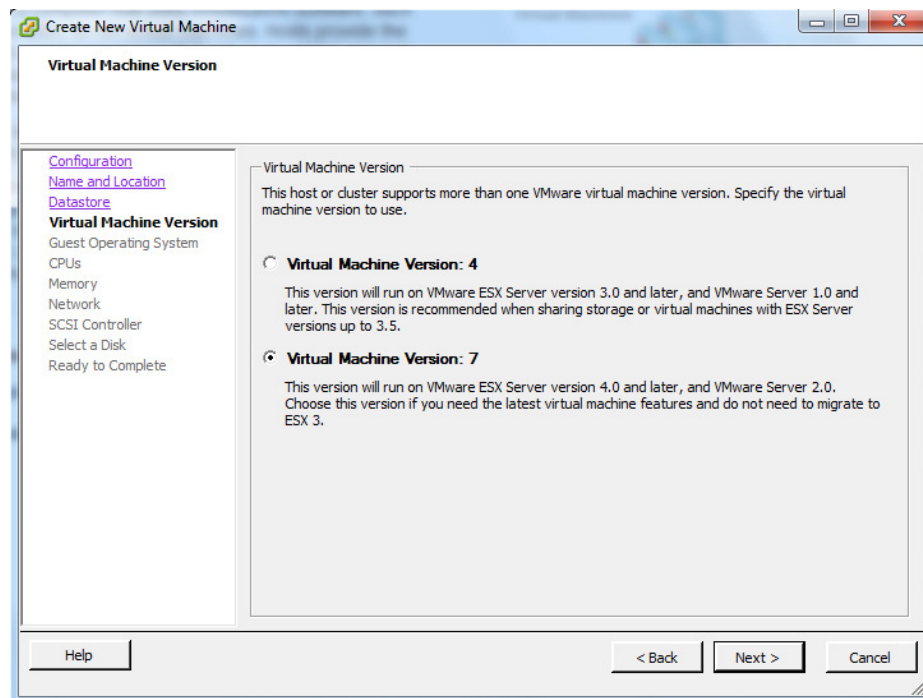 Create New Virtual Machine
Virtual Machine Version
Configuration
Name and Location
Datastore
Virtual Machine Version
Guest Operating System
CPUs
Memory
Network
SCSI Controller
Select a Disk
Ready to Complete
Virtual Machine Version
This host or cluster supports more than one VMware virtual machine version. Specify the virtual
machine version to use.
Virtual Machine Version: 4
This version will run on VMware ESX Server version 3.0 and later, and VMware Server 1.0 and
later. This version is recommended when sharing storage or virtual machines with ESX Server
versions up to 3.5.
Virtual Machine Version: 7
This version will run on VMware ESX Server version 4.0 and later, and VMware Server 2.0.
Choose this version if you need the latest virtual machine features and do not need to migrate to
ESX 3.
Help
< Back
Next >
Cancel